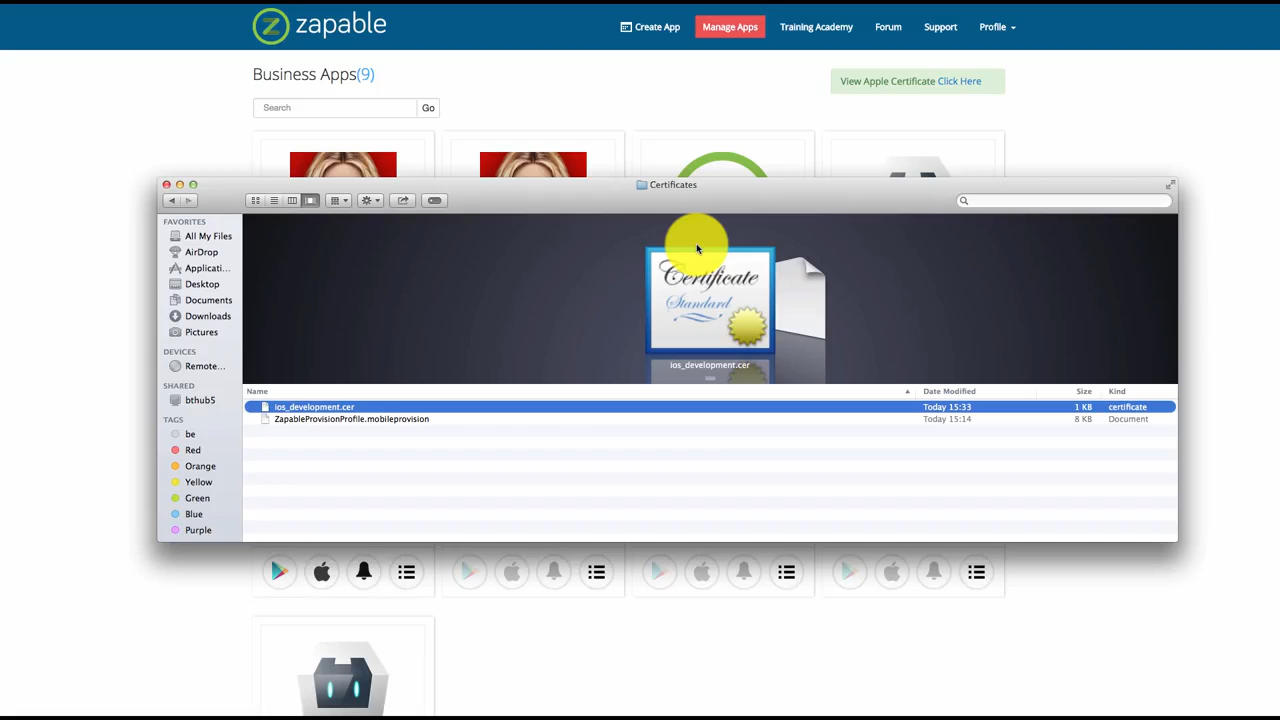 zapable
Create App
Manage Apps
Training Academy
Forum
Support
Profile
Business Apps(9)
View Apple Certificate Click Here
Search
Go
Certificates
FAVORITES
All My Files
AirDrop
Applicati...
Desktop
Documents
Downloads
Pictures
DEVICES
Remote...
SHARED
bthub5
TAGS
be
Red
Orange
Yellow
Green
Blue
Purple
Certificate
Standard
ios_development.cer
Name Date Modified Size Kind
ios_development.cer Today 15:33 1 KB certificate
ZapableProvisionProfile.mobileprovision Today 15:14 8 KB Document